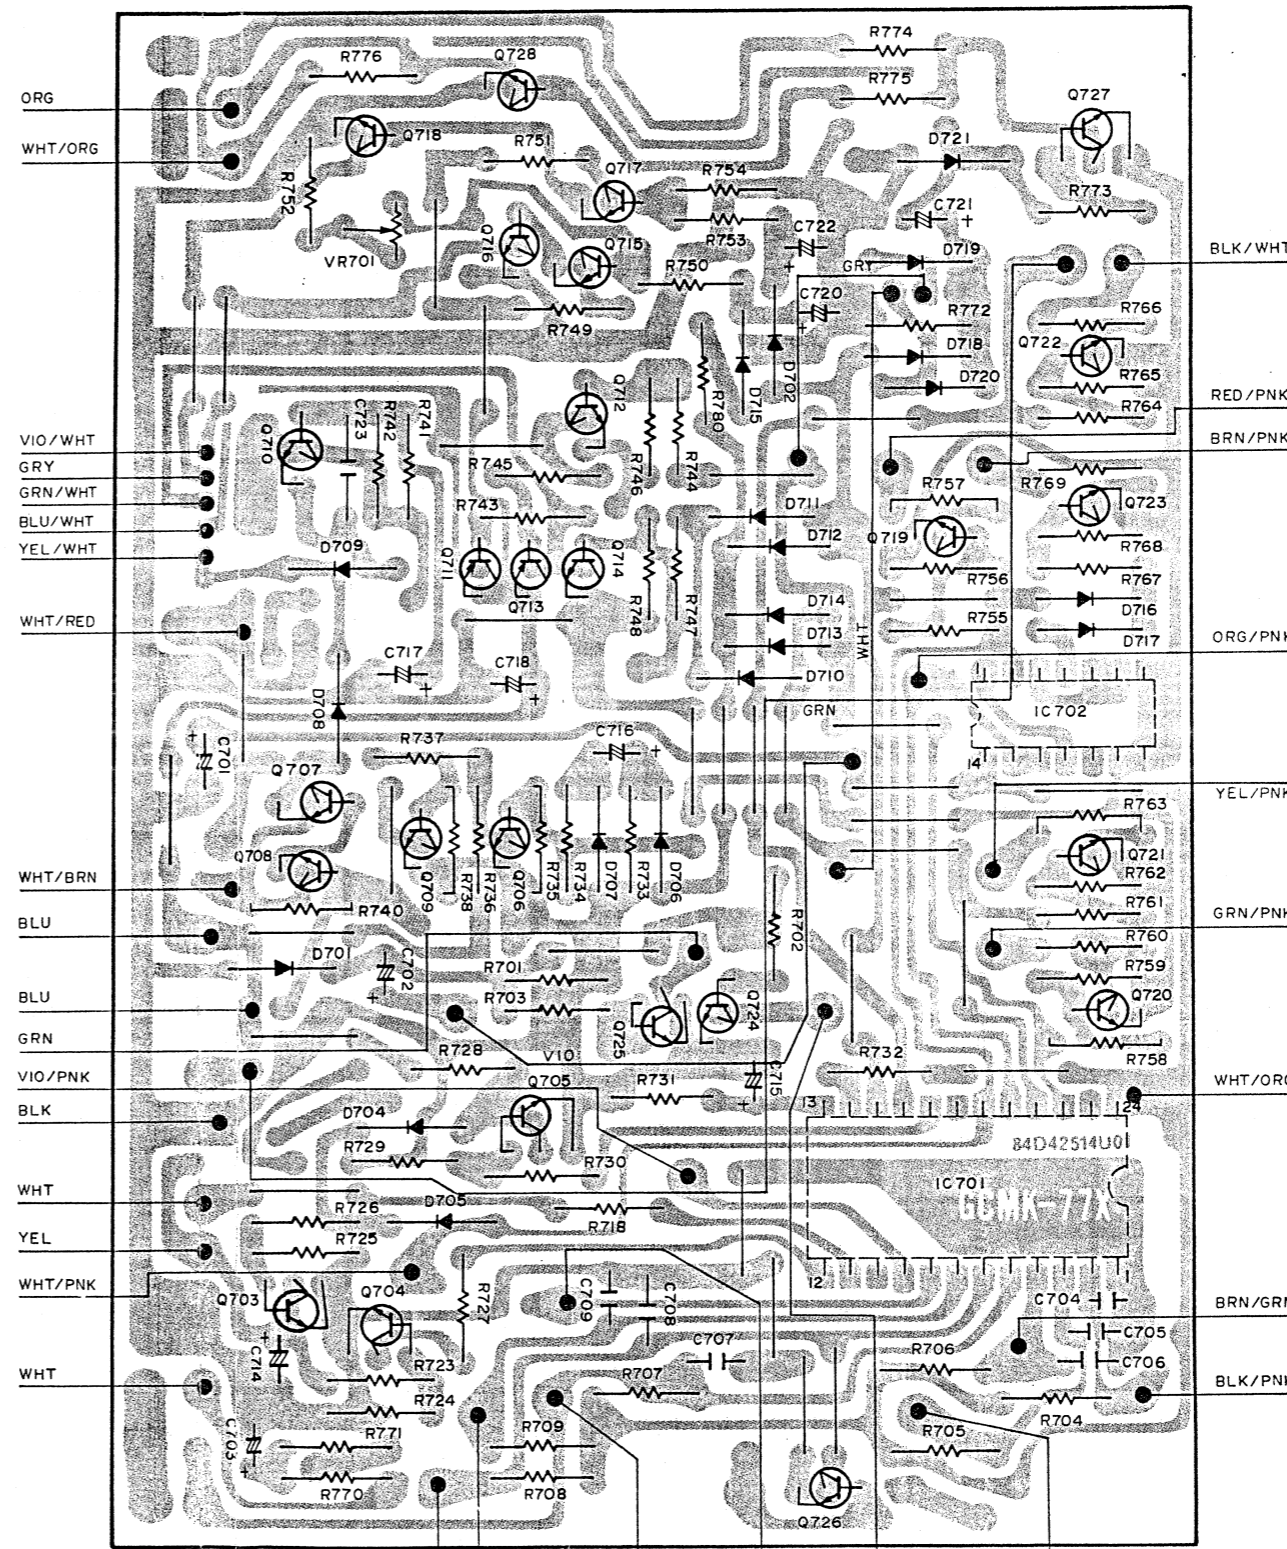 R774
R776
Q728
R775
ORG
Q727
Q718
R751
D721
WHT/ORG
Q717
R754
R752
R773
C721
C722
Q716
Q715
R753
D719
BLK/WHT
VR701
R750
GRY
C720
R772
R766
R749
D718
Q722
D702
D715
D720
R765
RED/PNK
Q712
R780
R764
C723
R742
R741
Q710
VIO/WHT
BRN/PNK
GRY
R745
R746
R744
R757
R769
GRN/WHT
R743
D711
Q723
BLU/WHT
D712
Q719
R768
YEL/WHT
D709
Q711
Q714
R756
R767
Q713
R748
R747
D714
D716
WHT/RED
D713
R755
D717
WHT
ORG/PNK
C717
C718
D710
D708
GRN
IC702
C701
C716
R737
14
Q707
YEL/PNK
R763
Q708
Q721
WHT/BRN
R762
Q709
R738
R736
Q706
R735
R734
D707
R733
D706
R740
R702
R761
BLU
GRN/PNK
R760
D701
C702
R701
R759
BLU
R703
Q725
Q724
Q720
GRN
VIO
R728
R732
R758
VIO/PNK
Q705
R731
C715
WHT/ORG
BLK
D704
13
24
84D42514U01
R729
R730
IC701
WHT
D705
GCMK-77X
R726
R718
YEL
R725
WHT/PNK
12
Q703
Q704
R727
C709
C708
C704
BRN/GRN
C714
C707
C705
R723
R706
C706
WHT
R707
BLK/PNK
R724
R704
C703
R771
R709
R705
R770
R708
Q726